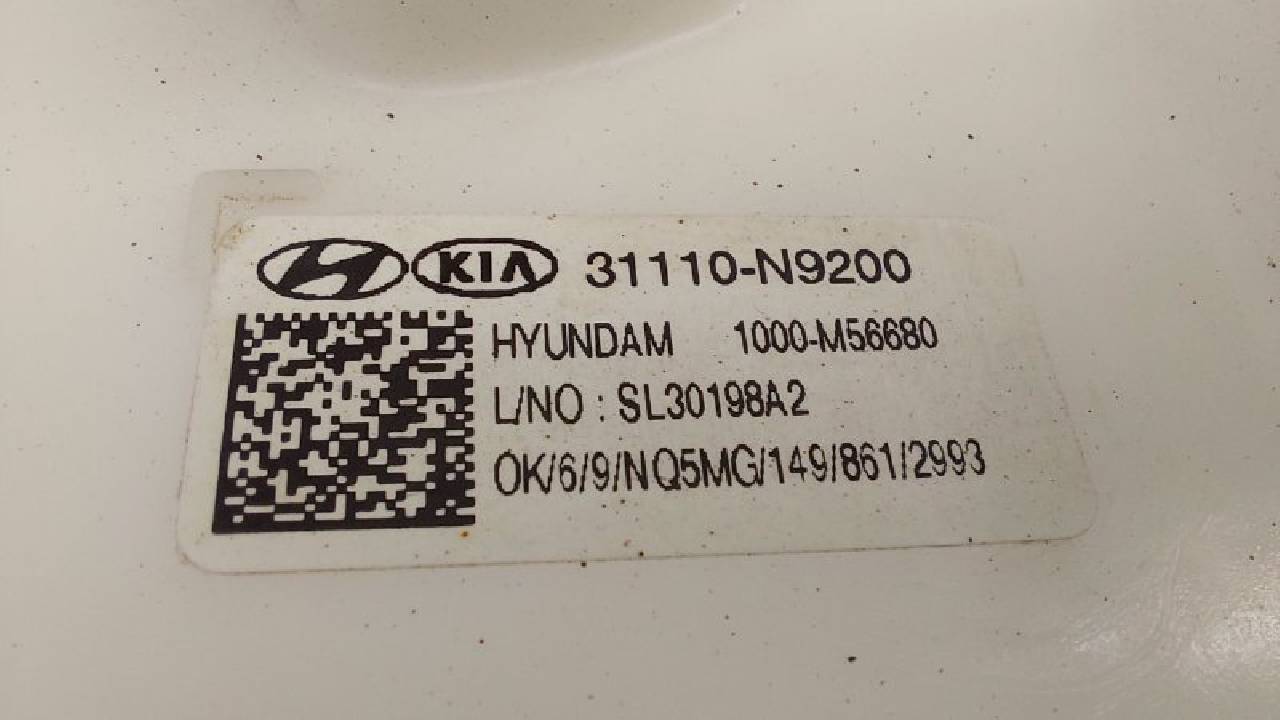 KIA 31110-N9200
HYUNDAM 1000-M56680
L/NO : SL30198A2
OK/6/9/NQ5MG/149/861/2993